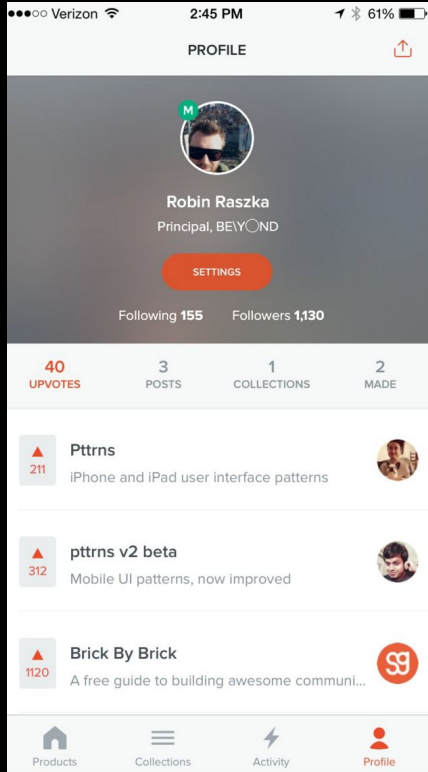 Verizon 2:45 PM 61%
PROFILE
M
Robin Raszka
Principal, BE\Y◯ND
SETTINGS
Following 155 Followers 1,130
40 3 1 2
UPVOTES POSTS COLLECTIONS MADE
Pttrns
211
iPhone and iPad user interface patterns
pttrns v2 beta
312
Mobile UI patterns, now improved
Brick By Brick
1120
A free guide to building awesome communi...
sg
Products Collections Activity Profile